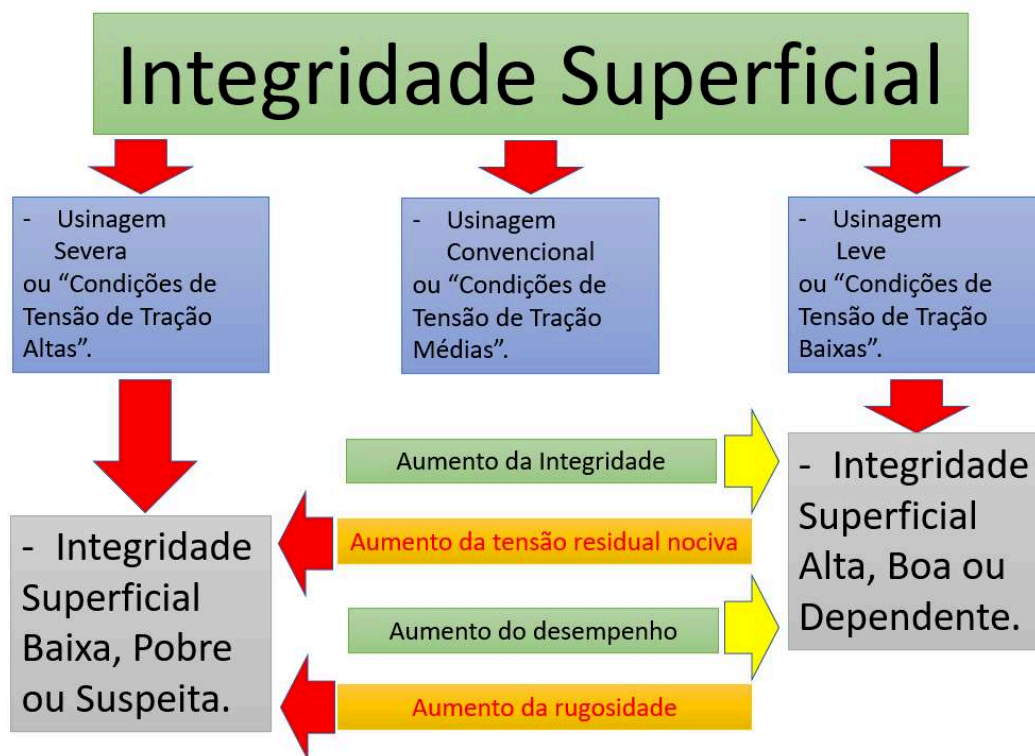 Integridade Superficial
- Usinagem
Severa
ou “Condições de
Tensão de Tração
Altas”.
- Usinagem
Convencional
ou “Condições de
Tensão de Tração
Médias”.
- Usinagem
Leve
ou “Condições de
Tensão de Tração
Baixas”.
Aumento da Integridade
Aumento da tensão residual nociva
Aumento do desempenho
Aumento da rugosidade
- Integridade
Superficial
Baixa, Pobre
ou Suspeita.
- Integridade
Superficial
Alta, Boa ou
Dependente.